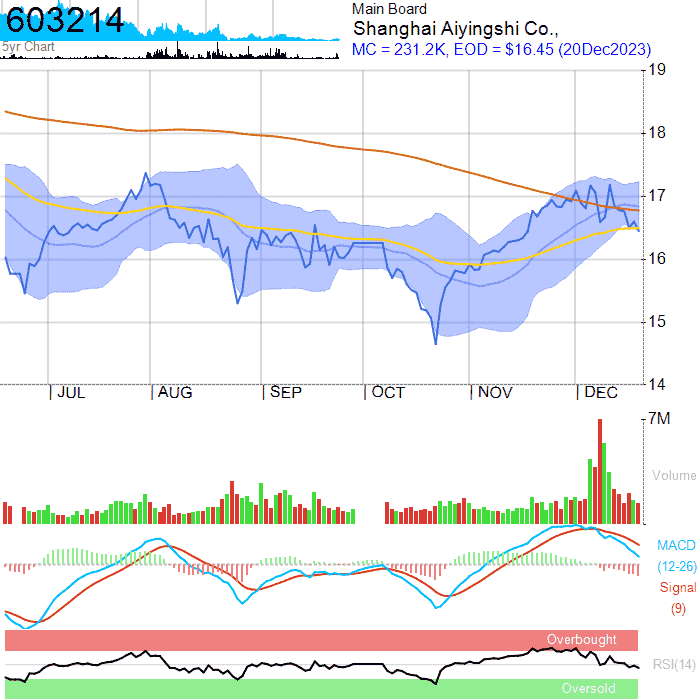 603214
5yr Chart
Main Board
Shanghai Aiyingshi Co.,
MC = 231.2K, EOD = $16.45 (20Dec2023)
19
18
17
16
15
14
JUL AUG SEP OCT NOV DEC
7M
Volume
MACD
(12-26)
Signal
(9)
Overbought
RSI(14)
Oversold